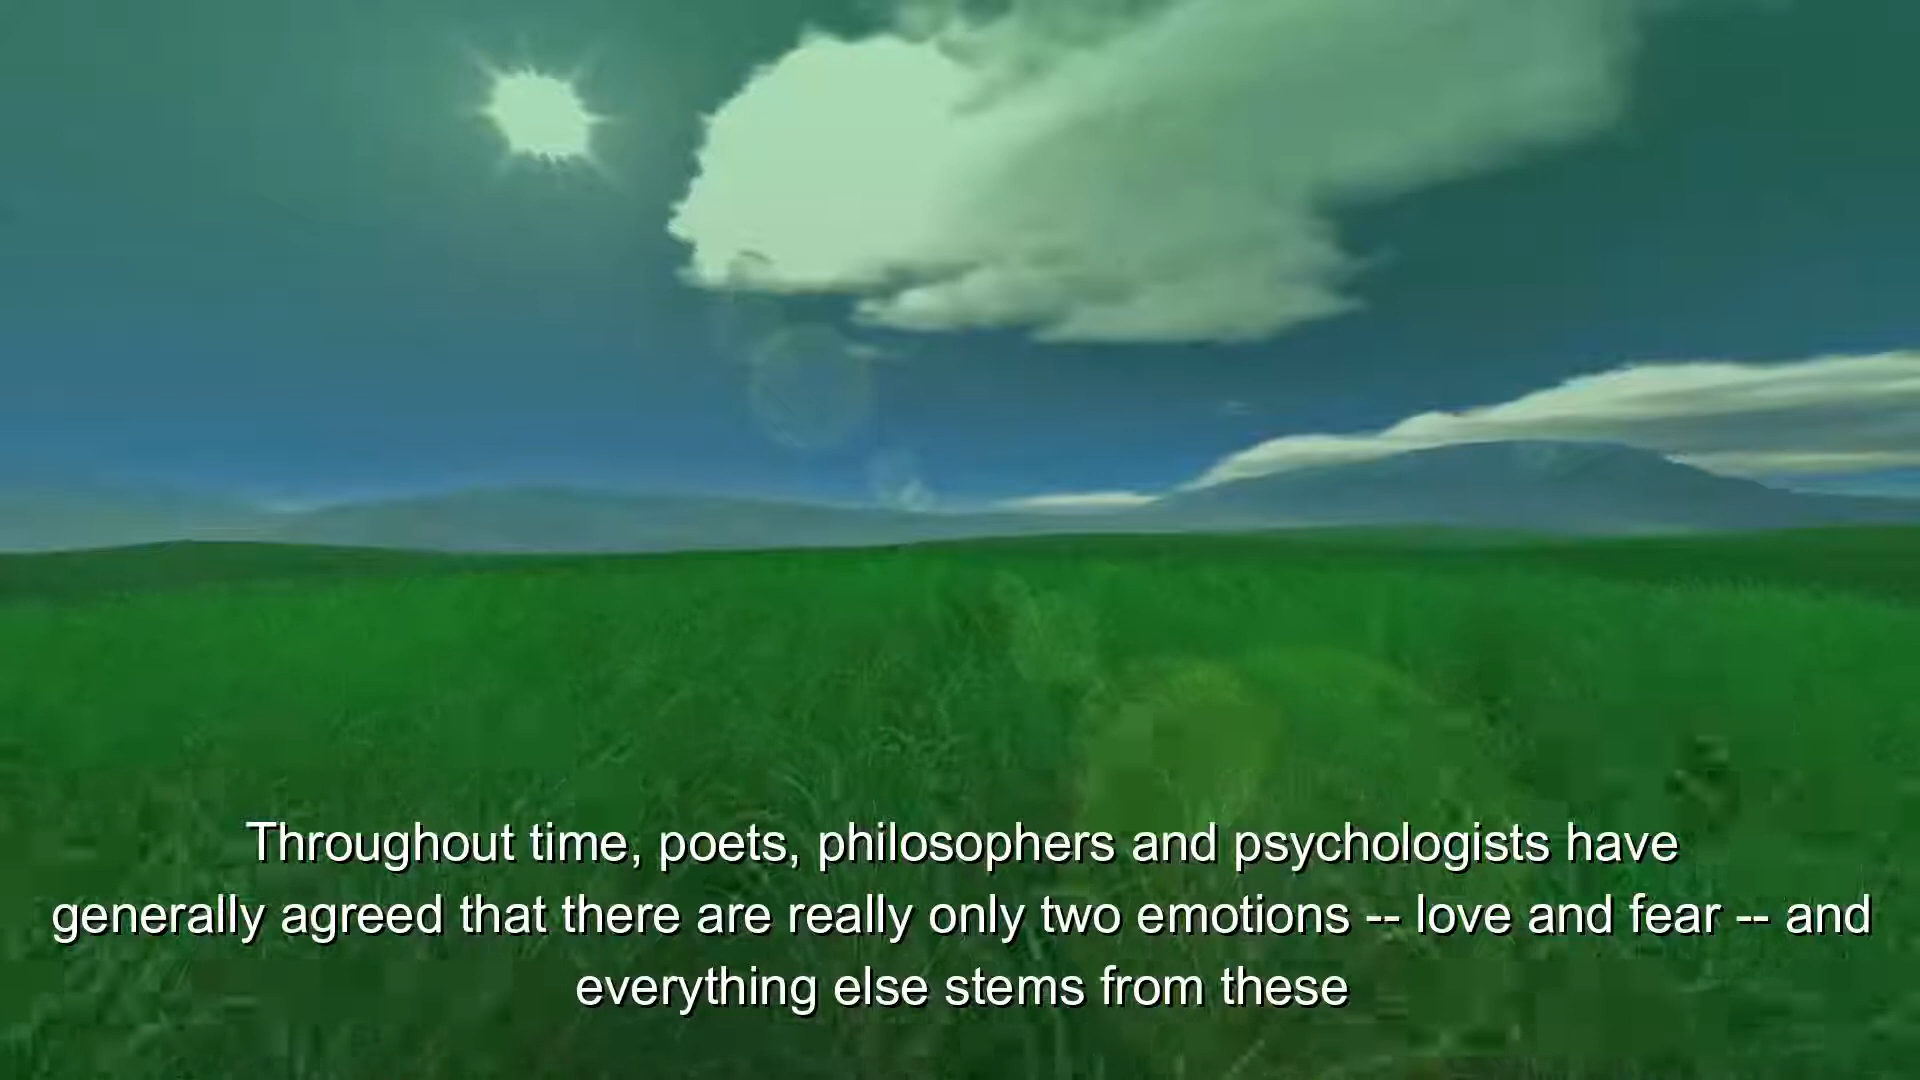 Throughout time, poets, philosophers and psychologists have
generally agreed that there are really only two emotions -- love and fear -- and
everything else stems from these